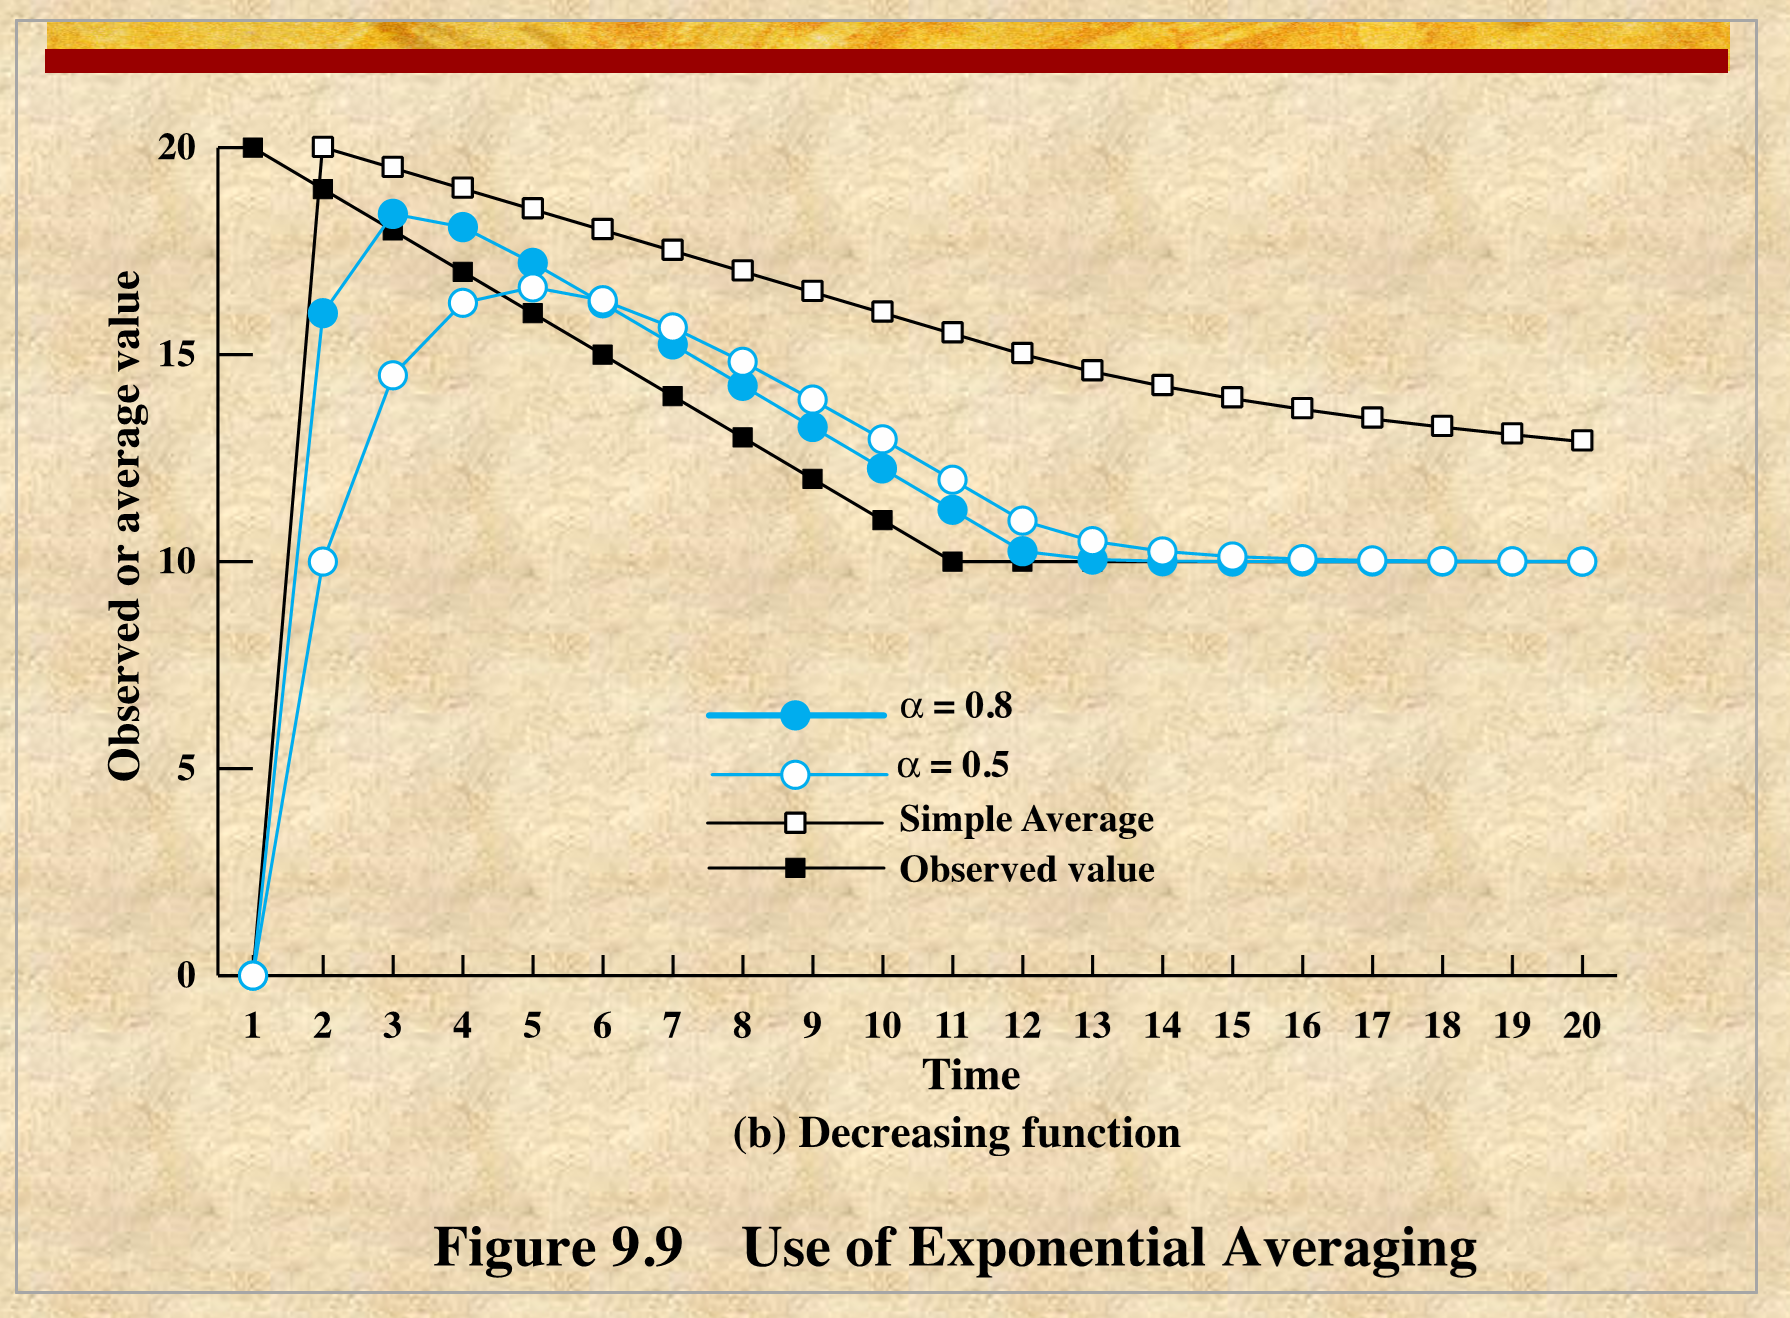 20
15
10
5
0
Observed or average value
α = 0.8
α = 0.5
Simple Average
Observed value
1 2 3 4 5 6 7 8 9 10 11 12 13 14 15 16 17 18 19 20
Time
(b) Decreasing function
Figure 9.9 Use of Exponential Averaging